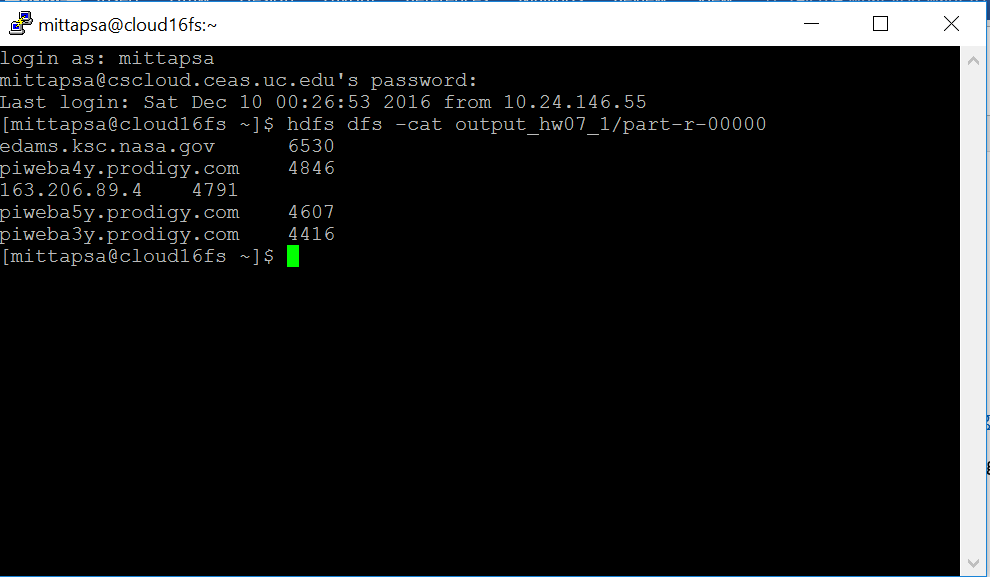 mittapsa@cloud16fs:~
login as: mittapsa
mittapsa@cscloud.ceas.uc.edu's password:
Last login: Sat Dec 10 00:26:53 2016 from 10.24.146.55
[mittapsa@cloud16fs ~]$ hdfs dfs -cat output_hw07_1/part-r-00000
edams.ksc.nasa.gov      6530
piweba4y.prodigy.com    4846
163.206.89.4    4791
piweba5y.prodigy.com    4607
piweba3y.prodigy.com    4416
[mittapsa@cloud16fs ~]$